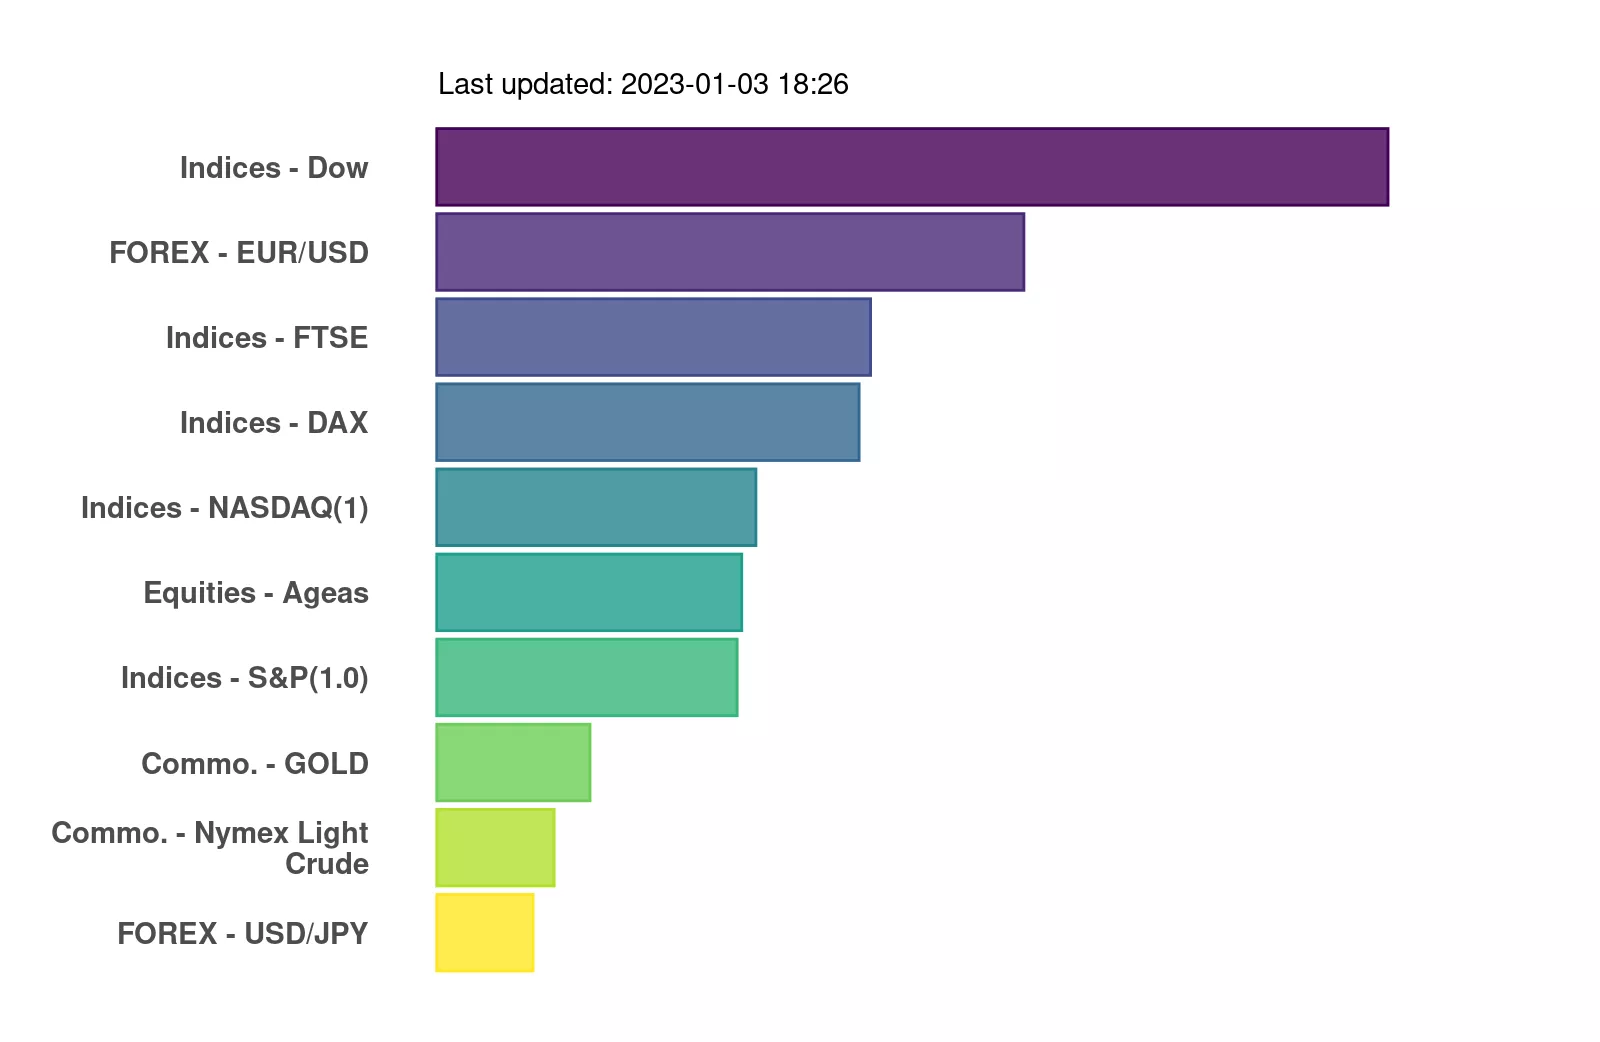 Last updated: 2023-01-03 18:26
Indices - Dow
FOREX - EUR/USD
Indices - FTSE
Indices - DAX
Indices - NASDAQ(1)
Equities - Ageas
Indices - S&P(1.0)
Commo. - GOLD
Commo. - Nymex Light
Crude
FOREX - USD/JPY